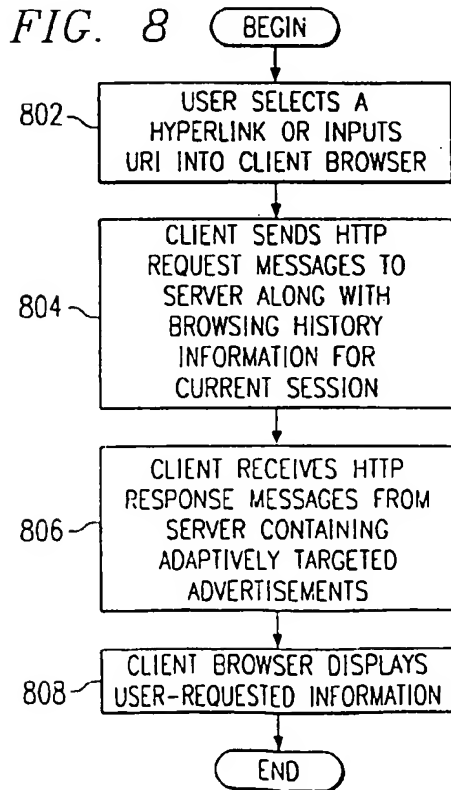 FIG. 8
BEGIN
802
USER SELECTS A
HYPERLINK OR INPUTS
URI INTO CLIENT BROWSER
804
CLIENT SENDS HTTP
REQUEST MESSAGES TO
SERVER ALONG WITH
BROWSING HISTORY
INFORMATION FOR
CURRENT SESSION
806
CLIENT RECEIVES HTTP
RESPONSE MESSAGES FROM
SERVER CONTAINING
ADAPTIVELY TARGETED
ADVERTISEMENTS
808
CLIENT BROWSER DISPLAYS
USER-REQUESTED INFORMATION
END